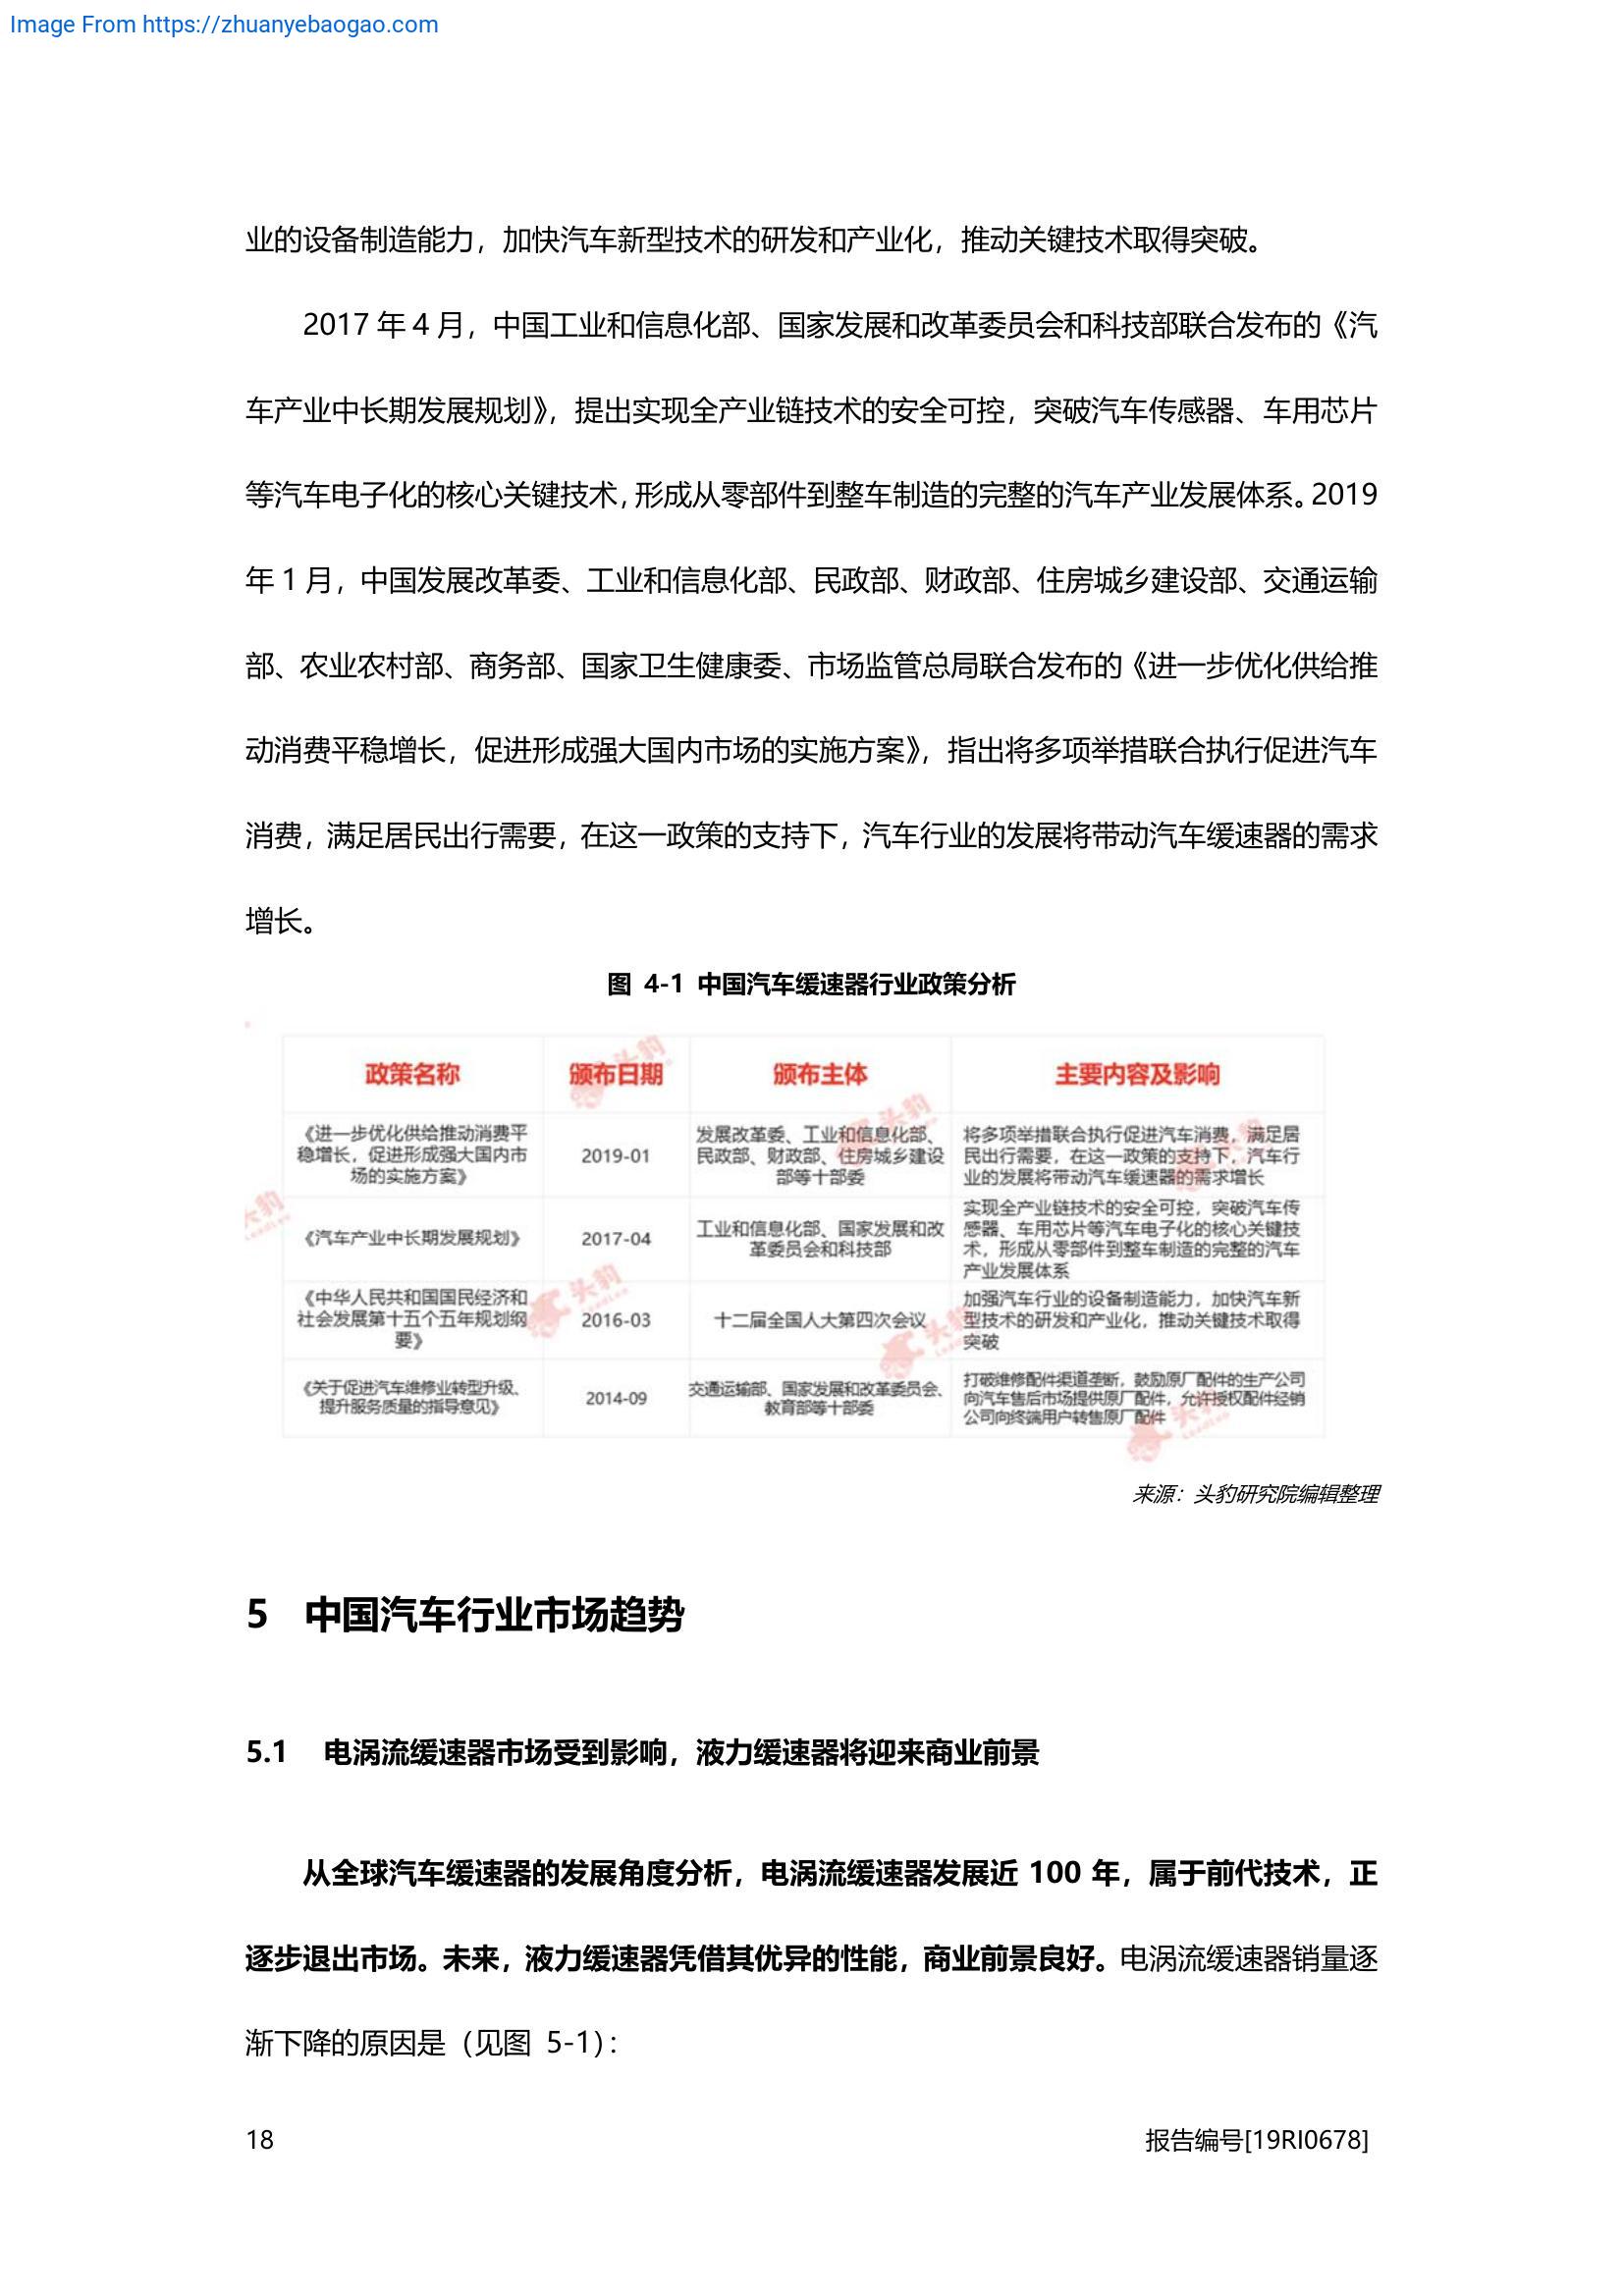 Image From https://zhuanyebaogao.com
业的设备制造能力，加快汽车新型技术的研发和产业化，推动关键技术取得突破。
2017 年 4 月，中国工业和信息化部、国家发展和改革委员会和科技部联合发布的《汽
车产业中长期发展规划》，提出实现全产业链技术的安全可控，突破汽车传感器、车用芯片
等汽车电子化的核心关键技术，形成从零部件到整车制造的完整的汽车产业发展体系。2019
年 1 月，中国发展改革委、工业和信息化部、民政部、财政部、住房城乡建设部、交通运输
部、农业农村部、商务部、国家卫生健康委、市场监管总局联合发布的《进一步优化供给推
动消费平稳增长，促进形成强大国内市场的实施方案》，指出将多项举措联合执行促进汽车
消费，满足居民出行需要，在这一政策的支持下，汽车行业的发展将带动汽车缓速器的需求
增长。
图 4-1 中国汽车缓速器行业政策分析
政策名称 颁布日期 颁布主体 主要内容及影响
《进一步优化供给推动消费平
稳增长，促进形成强大国内市
场的实施方案》
2019-01
发展改革委、工业和信息化部、
民政部、财政部、住房城乡建设
部等十部委
将多项举措联合执行促进汽车消费，满足居
民出行需要，在这一政策的支持下，汽车行
业的发展将带动汽车缓速器的需求增长
《汽车产业中长期发展规划》
2017-04
工业和信息化部、国家发展和改
革委员会和科技部
实现全产业链技术的安全可控，突破汽车传
感器、车用芯片等汽车电子化的核心关键技
术，形成从零部件到整车制造的完整的汽车
产业发展体系
《中华人民共和国国民经济和
社会发展第十五个五年规划纲
要》
2016-03
十二届全国人大第四次会议
加强汽车行业的设备制造能力，加快汽车新
型技术的研发和产业化，推动关键技术取得
突破
《关于促进汽车维修业转型升级、
提升服务质量的指导意见》
2014-09
交通运输部、国家发展和改革委员会、
教育部等十部委
打破维修配件渠道垄断，鼓励原厂配件的生产公司
向汽车售后市场提供原厂配件，允许授权配件经销
公司向终端用户转售原厂配件
头豹
头豹
头豹
头豹
头豹
头豹
来源：头豹研究院编辑整理
5 中国汽车行业市场趋势
5.1 电涡流缓速器市场受到影响，液力缓速器将迎来商业前景
从全球汽车缓速器的发展角度分析，电涡流缓速器发展近 100 年，属于前代技术，正
逐步退出市场。未来，液力缓速器凭借其优异的性能，商业前景良好。电涡流缓速器销量逐
渐下降的原因是（见图 5-1）：
18 报告编号[19RI0678]